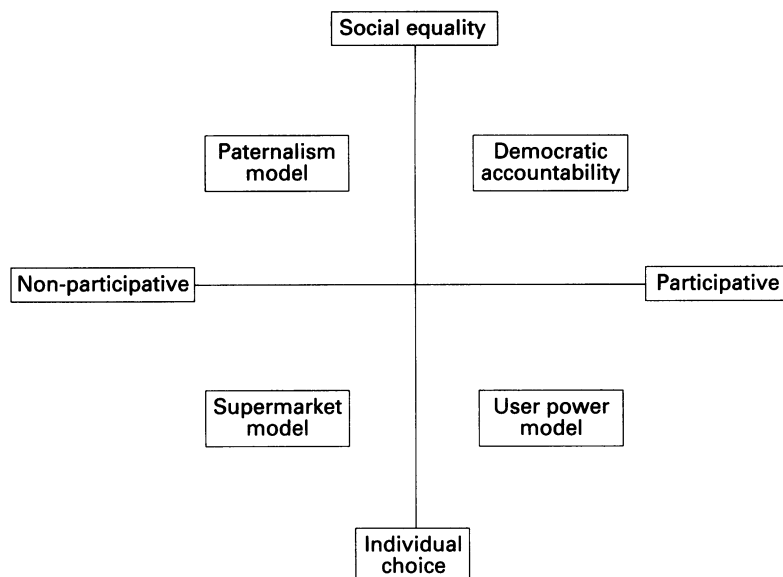 Social equality
Paternalism
model
Democratic
accountability
Non-participative
Participative
Supermarket
model
User power
model
Individual
choice